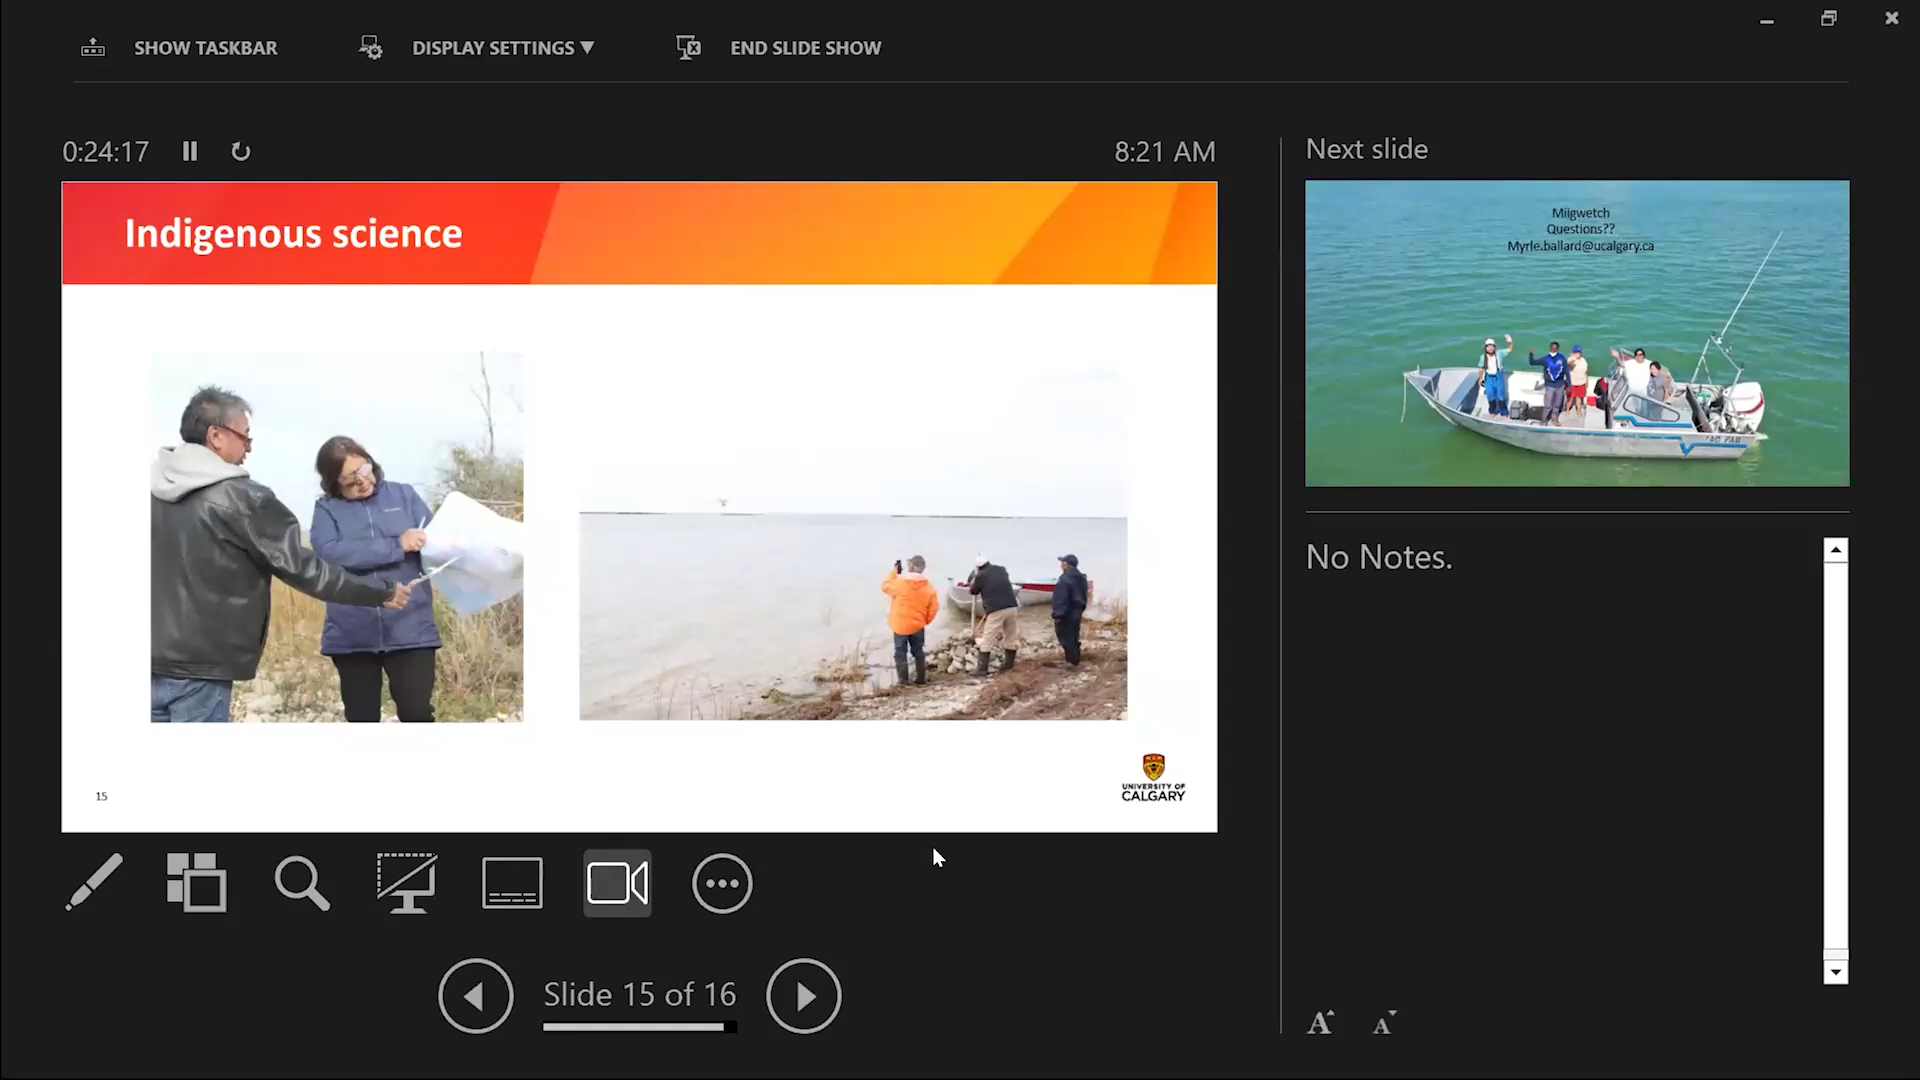 SHOW TASKBAR
DISPLAY SETTINGS ▼
END SLIDE SHOW
0:24:17
8:21 AM
Next slide
Indigenous science
Miigwetch
Questions??
Myrle.ballard@ucalgary.ca
No Notes.
UNIVERSITY OF
CALGARY
15
Slide 15 of 16
A
A